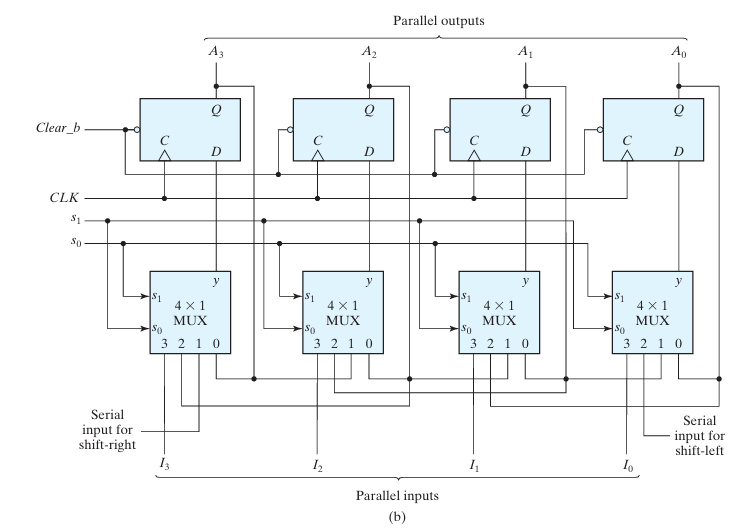 Parallel outputs
A3 A2 A1 A0
Q Q Q Q
Clear_b
C C C C
D D D D
CLK
s1
s0
y y y y
s1 s1 s1 s1
4 × 1 4 × 1 4 × 1 4 × 1
MUX MUX MUX MUX
s0 s0 s0 s0
3 2 1 0 3 2 1 0 3 2 1 0 3 2 1 0
Serial
input for
shift-right
Serial
input for
shift-left
I3 I2 I1 I0
Parallel inputs
(b)